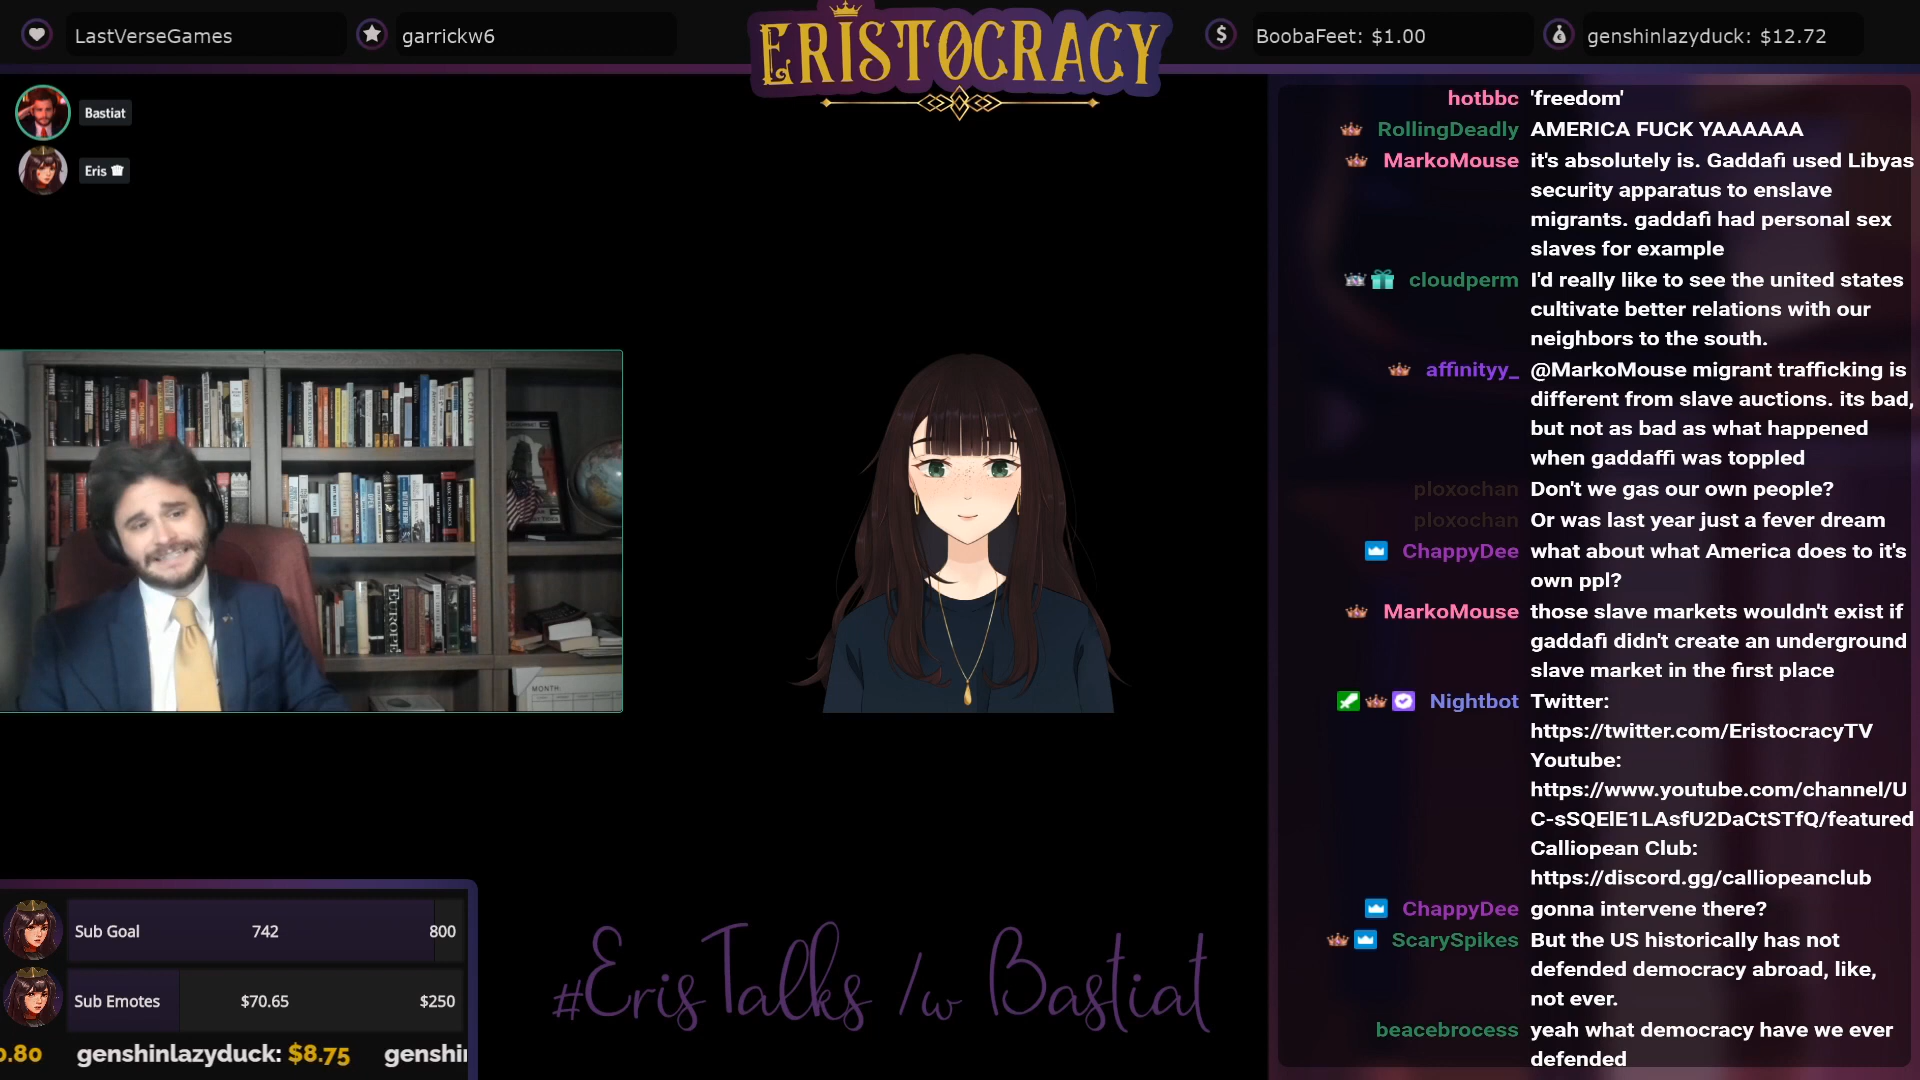 LastVerseGames
garrickw6
ERISTOCRACY
BoobaFeet: $1.00
genshinlazyduck: $12.72
Bastiat
Eris
hotbbc 'freedom'
RollingDeadly AMERICA FUCK YAAAAAA
MarkoMouse it's absolutely is. Gaddafi used Libyas
security apparatus to enslave
migrants. gaddafi had personal sex
slaves for example
cloudperm I'd really like to see the united states
cultivate better relations with our
neighbors to the south.
affinityy_ @MarkoMouse migrant trafficking is
different from slave auctions. its bad,
but not as bad as what happened
when gaddaffi was toppled
ploxochan Don't we gas our own people?
ploxochan Or was last year just a fever dream
ChappyDee what about what America does to it's
own ppl?
MarkoMouse those slave markets wouldn't exist if
gaddafi didn't create an underground
slave market in the first place
Nightbot Twitter:
https://twitter.com/EristocracyTV
Youtube:
https://www.youtube.com/channel/U
C-sSQElE1LAsfU2DaCtSTfQ/featured
Calliopean Club:
https://discord.gg/calliopeanclub
ChappyDee gonna intervene there?
ScarySpikes But the US historically has not
defended democracy abroad, like,
not ever.
beacebrocess yeah what democracy have we ever
defended
EUROPE
MONTH:
Sub Goal 742 800
Sub Emotes $70.65 $250
0.80 genshinlazyduck: $8.75 genshi
#ErisTalks /w Bastiat